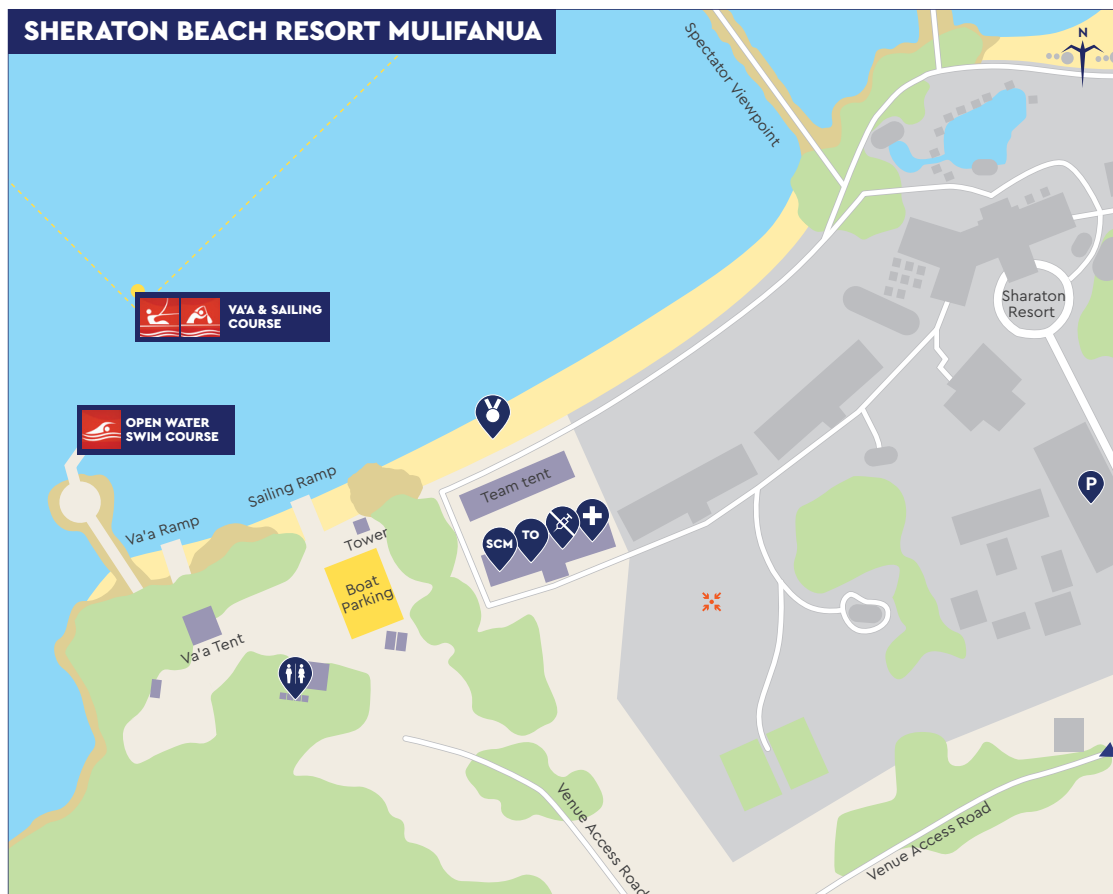 SHERATON BEACH RESORT MULIFANUA
N
Spectator Viewpoint
VA'A & SAILING
COURSE
Sharaton
Resort
OPEN WATER
SWIM COURSE
Sailing Ramp
Team tent
P
Va'a Ramp
Tower
SCM
TO
Boat
Parking
Va'a Tent
Venue Access Road
Venue Access Road